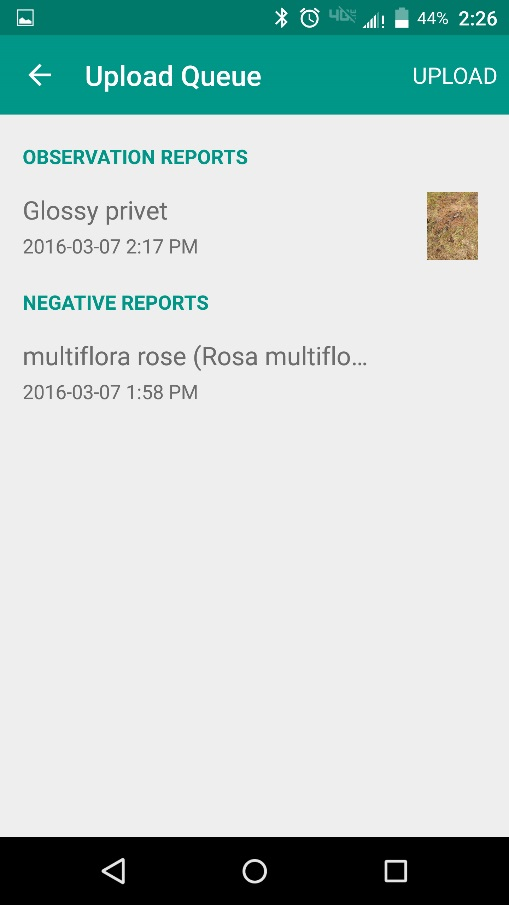 44% 2:26
Upload Queue UPLOAD
OBSERVATION REPORTS
Glossy privet
2016-03-07 2:17 PM
NEGATIVE REPORTS
multiflora rose (Rosa multiflo…
2016-03-07 1:58 PM